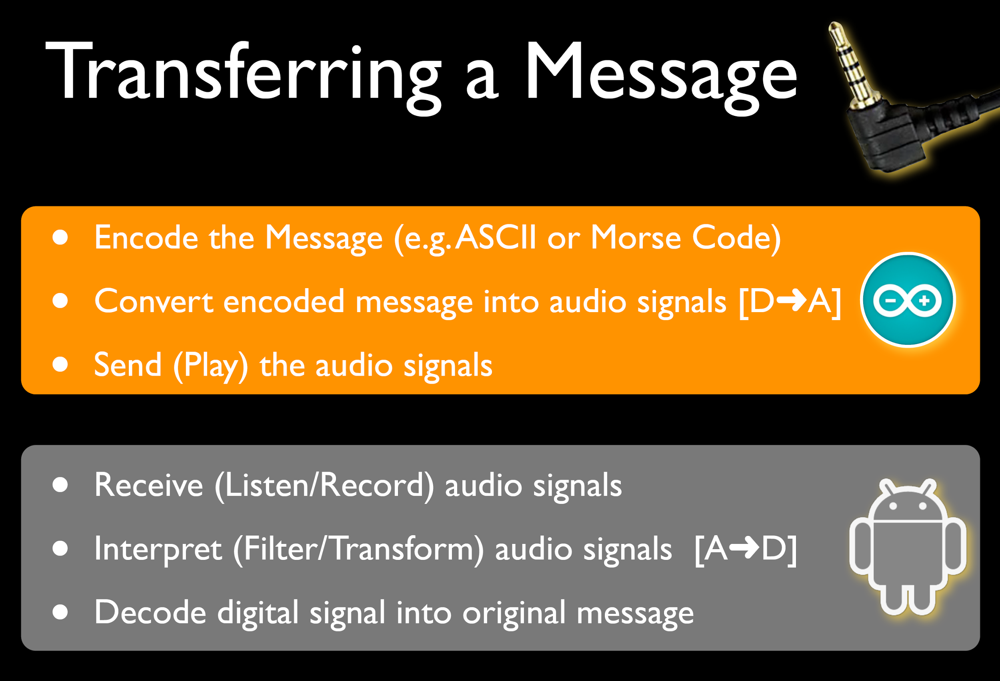 Transferring a Message
● Encode the Message (e.g. ASCII or Morse Code)
● Convert encoded message into audio signals [D➔A]
● Send (Play) the audio signals
● Receive (Listen/Record) audio signals
● Interpret (Filter/Transform) audio signals [A➔D]
● Decode digital signal into original message